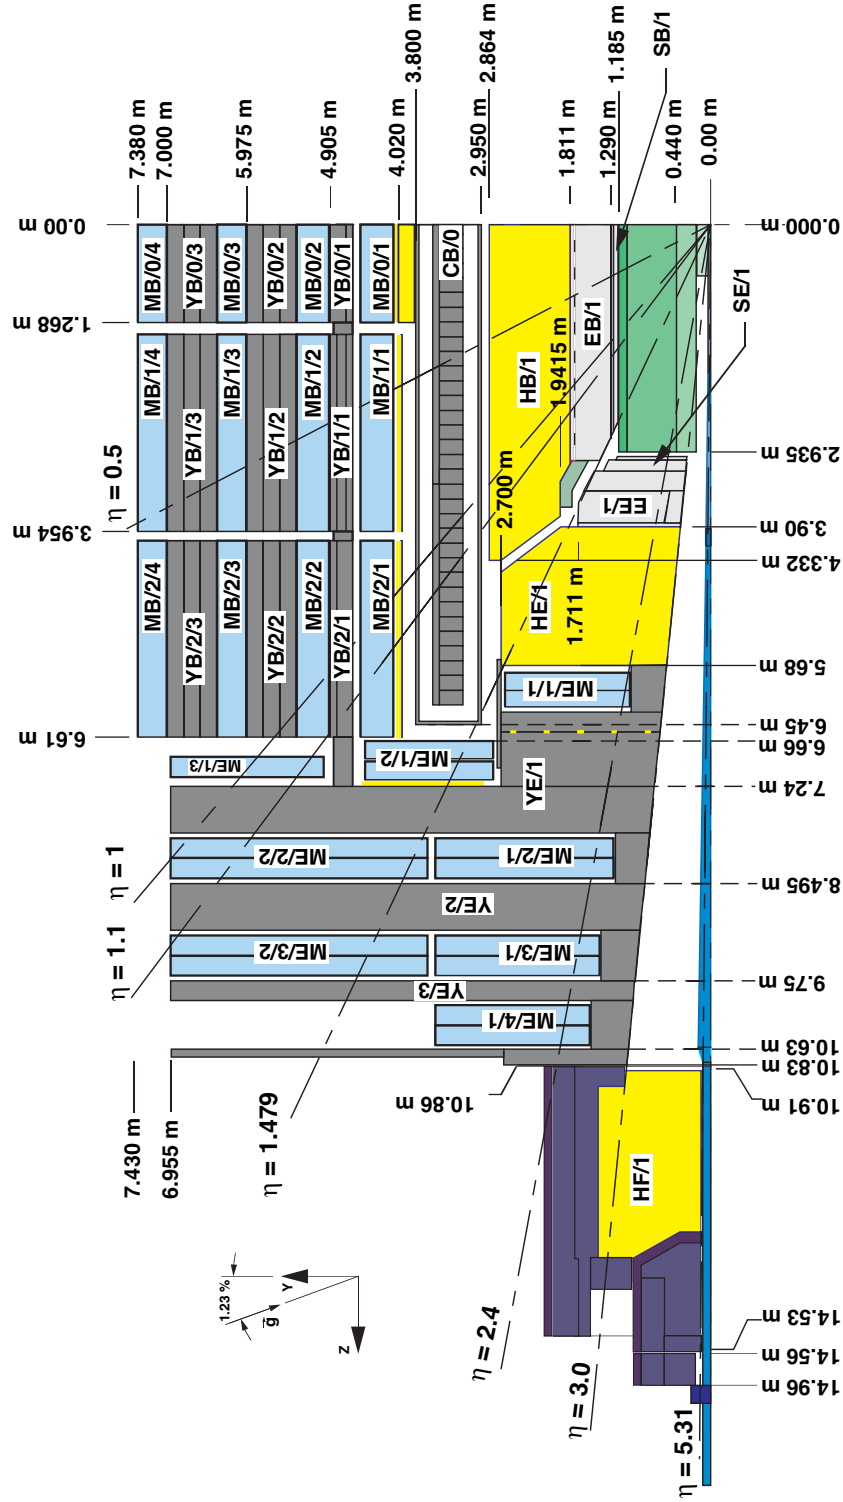 7.380 m
7.000 m
5.975 m
4.905 m
4.020 m
3.800 m
2.950 m
2.864 m
1.811 m
1.290 m
1.185 m
0.440 m
0.00 m
SB/1
SE/1
0.00 m
1.268 m
3.954 m
6.61 m
0.000 m
2.935 m
3.90 m
4.332 m
5.68 m
6.45 m
6.66 m
7.24 m
8.495 m
9.75 m
10.63 m
10.83 m
10.91 m
14.53 m
14.56 m
14.96 m
MB/0/4
YB/0/3
MB/0/3
YB/0/2
MB/0/2
YB/0/1
MB/0/1
CB/0
MB/1/4
YB/1/3
MB/1/3
YB/1/2
MB/1/2
YB/1/1
MB/1/1
HB/1
EB/1
1.9415 m
MB/2/4
YB/2/3
MB/2/3
YB/2/2
MB/2/2
YB/2/1
MB/2/1
2.700 m
HE/1
1.711 m
EE/1
ME/1/3
ME/1/2
ME/1/1
YE/1
ME/2/2
ME/2/1
YE/2
ME/3/2
ME/3/1
YE/3
ME/4/1
10.86 m
HF/1
η = 0.5
η = 1
η = 1.1
η = 1.479
η = 2.4
η = 3.0
η = 5.31
7.430 m
6.955 m
1.23 %
g
Y
Z